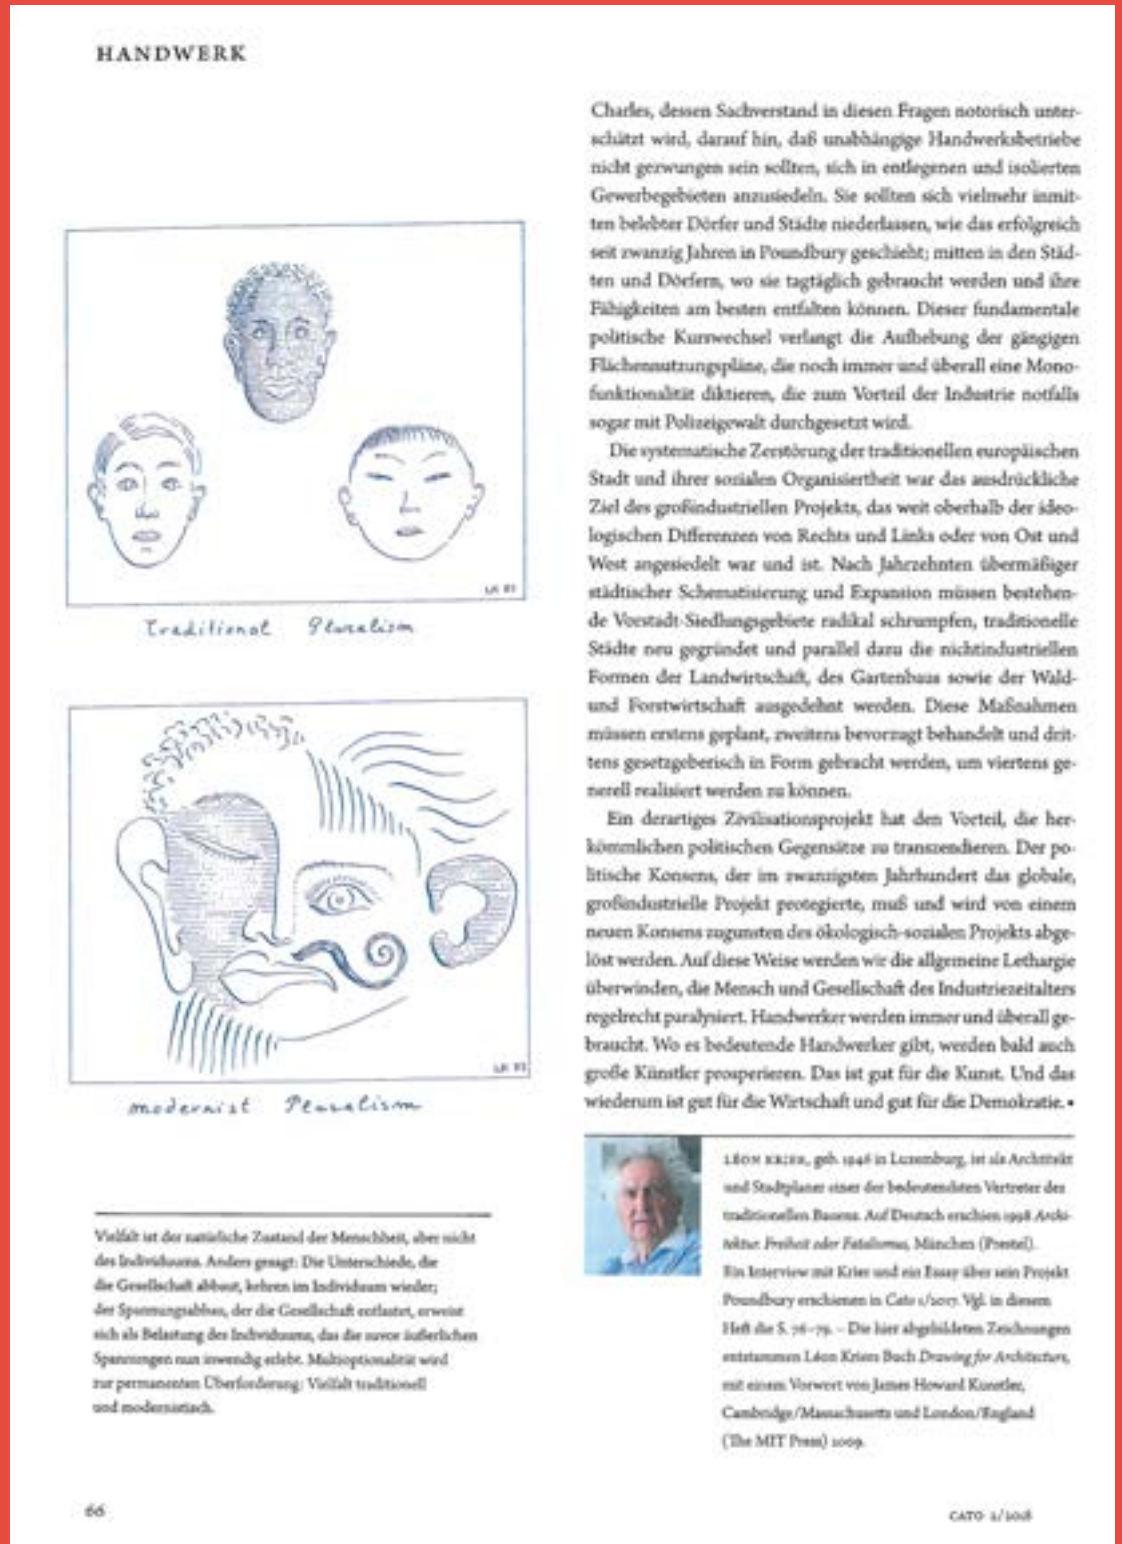 HANDWERK
LK 83
Traditional Pluralism
LK 83
modernist Pluralism
Vielfalt ist der natürliche Zustand der Menschheit, aber nicht
des Individuums. Anders gesagt: Die Unterschiede, die
die Gesellschaft abbaut, kehren im Individuum wieder;
der Spannungsabbau, der die Gesellschaft entlastet, erweist
sich als Belastung des Individuums, das die zuvor äußerlichen
Spannungen nun inwendig erlebt. Multioptionalität wird
zur permanenten Überforderung: Vielfalt traditionell
und modernistisch.
Charles, dessen Sachverstand in diesen Fragen notorisch unter-
schätzt wird, darauf hin, daß unabhängige Handwerksbetriebe
nicht gezwungen sein sollten, sich in entlegenen und isolierten
Gewerbegebieten anzusiedeln. Sie sollten sich vielmehr inmit-
ten belebter Dörfer und Städte niederlassen, wie das erfolgreich
seit zwanzig Jahren in Poundbury geschieht; mitten in den Städ-
ten und Dörfern, wo sie tagtäglich gebraucht werden und ihre
Fähigkeiten am besten entfalten können. Dieser fundamentale
politische Kurswechsel verlangt die Aufhebung der gängigen
Flächennutzungspläne, die noch immer und überall eine Mono-
funktionalität diktieren, die zum Vorteil der Industrie notfalls
sogar mit Polizeigewalt durchgesetzt wird.
Die systematische Zerstörung der traditionellen europäischen
Stadt und ihrer sozialen Organisiertheit war das ausdrückliche
Ziel des großindustriellen Projekts, das weit oberhalb der ideo-
logischen Differenzen von Rechts und Links oder von Ost und
West angesiedelt war und ist. Nach Jahrzehnten übermäßiger
städtischer Schematisierung und Expansion müssen bestehen-
de Vorstadt-Siedlungsgebiete radikal schrumpfen, traditionelle
Städte neu gegründet und parallel dazu die nichtindustriellen
Formen der Landwirtschaft, des Gartenbaus sowie der Wald-
und Forstwirtschaft ausgedehnt werden. Diese Maßnahmen
müssen erstens geplant, zweitens bevorzugt behandelt und drit-
tens gesetzgeberisch in Form gebracht werden, um viertens ge-
nerell realisiert werden zu können.
Ein derartiges Zivilisationsprojekt hat den Vorteil, die her-
kömmlichen politischen Gegensätze zu transzendieren. Der po-
litische Konsens, der im zwanzigsten Jahrhundert das globale,
großindustrielle Projekt protegierte, muß und wird von einem
neuen Konsens zugunsten des ökologisch-sozialen Projekts abge-
löst werden. Auf diese Weise werden wir die allgemeine Lethargie
überwinden, die Mensch und Gesellschaft des Industriezeitalters
regelrecht paralysiert. Handwerker werden immer und überall ge-
braucht. Wo es bedeutende Handwerker gibt, werden bald auch
große Künstler prosperieren. Das ist gut für die Kunst. Und das
wiederum ist gut für die Wirtschaft und gut für die Demokratie. •
LÉON KRIER, geb. 1946 in Luxemburg, ist als Architekt
und Stadtplaner einer der bedeutendsten Vertreter des
traditionellen Bauens. Auf Deutsch erschien 1998 Archi-
tektur. Freiheit oder Fatalismus, München (Prestel).
Ein Interview mit Krier und ein Essay über sein Projekt
Poundbury erschienen in Cato 1/2017. Vgl. in diesem
Heft die S. 76–79. – Die hier abgebildeten Zeichnungen
entstammen Léon Kriers Buch Drawing for Architecture,
mit einem Vorwort von James Howard Kunstler,
Cambridge/Massachusetts und London/England
(The MIT Press) 2009.
66
CATO 2/2018